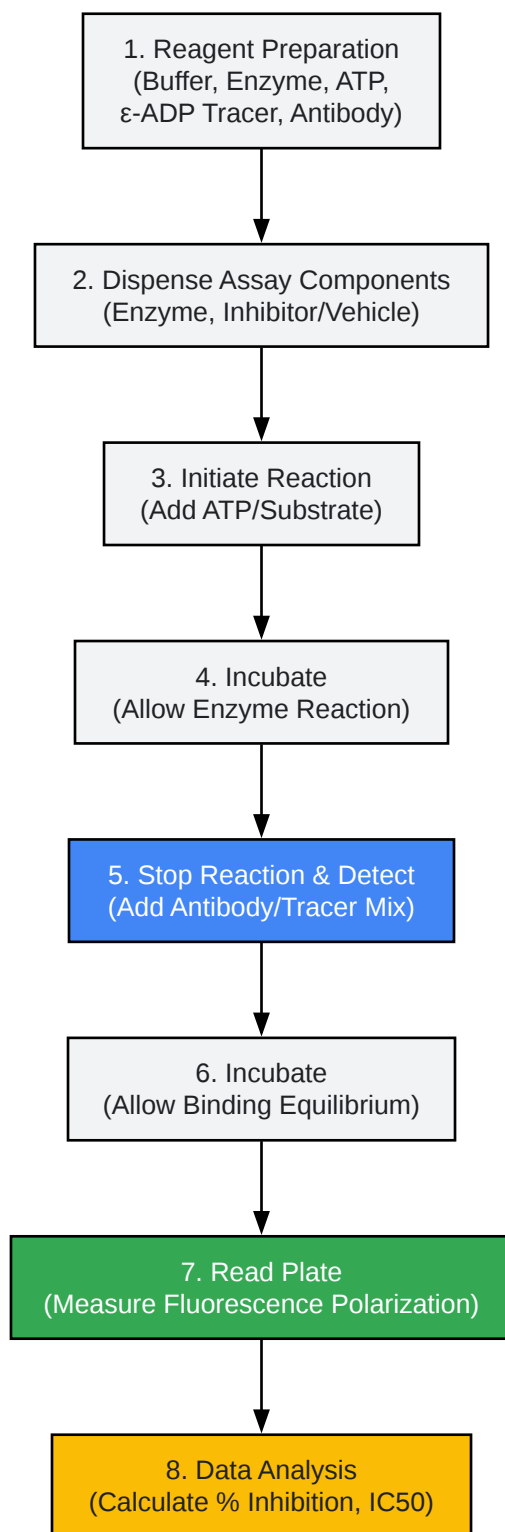 1. Reagent Preparation
(Buffer, Enzyme, ATP,
ε-ADP Tracer, Antibody)
2. Dispense Assay Components
(Enzyme, Inhibitor/Vehicle)
3. Initiate Reaction
(Add ATP/Substrate)
4. Incubate
(Allow Enzyme Reaction)
5. Stop Reaction & Detect
(Add Antibody/Tracer Mix)
6. Incubate
(Allow Binding Equilibrium)
7. Read Plate
(Measure Fluorescence Polarization)
8. Data Analysis
(Calculate % Inhibition, IC50)